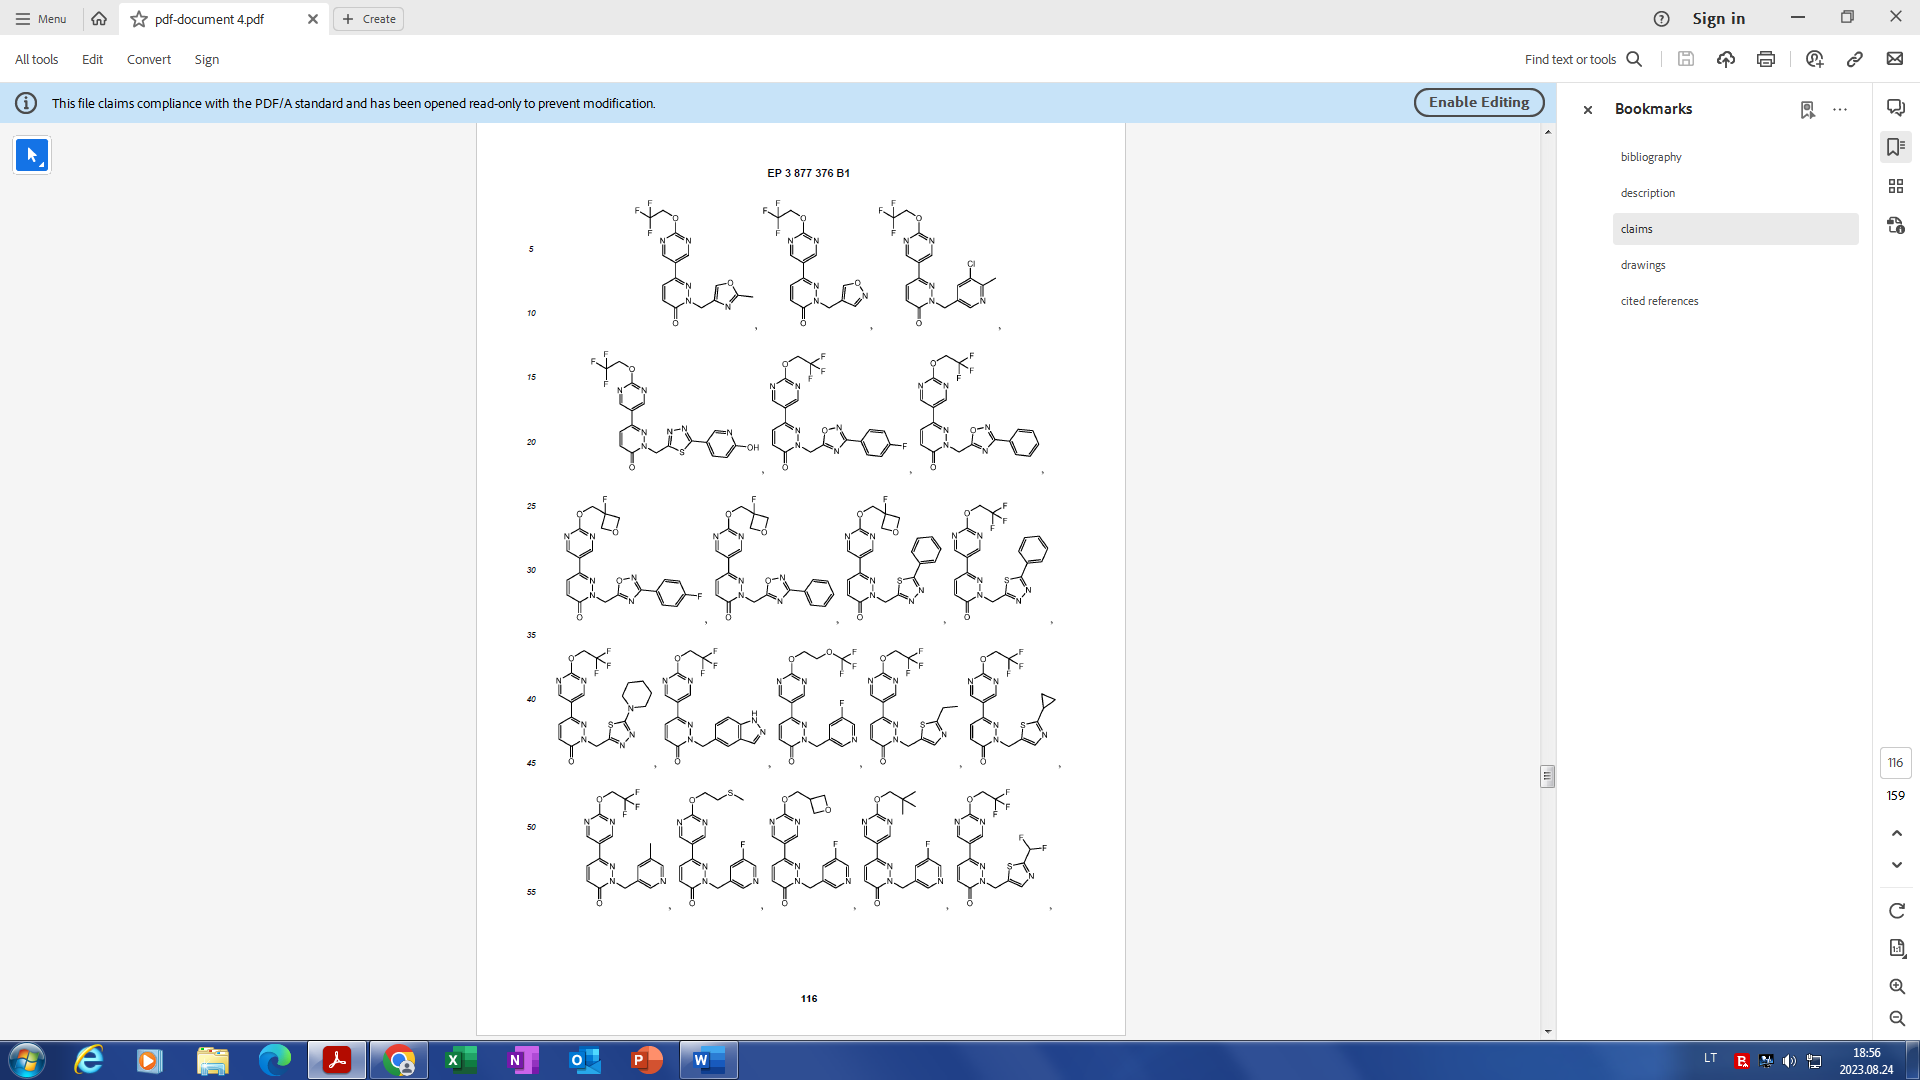 Menu
pdf-document 4.pdf
Create
Sign in
All tools
Edit
Convert
Sign
Find text or tools
This file claims compliance with the PDF/A standard and has been opened read-only to prevent modification.
Enable Editing
Bookmarks
bibliography
description
claims
drawings
cited references
EP 3 877 376 B1
5
10
15
20
25
30
35
40
45
50
55
116
116
159
LT
18:56
2023.08.24